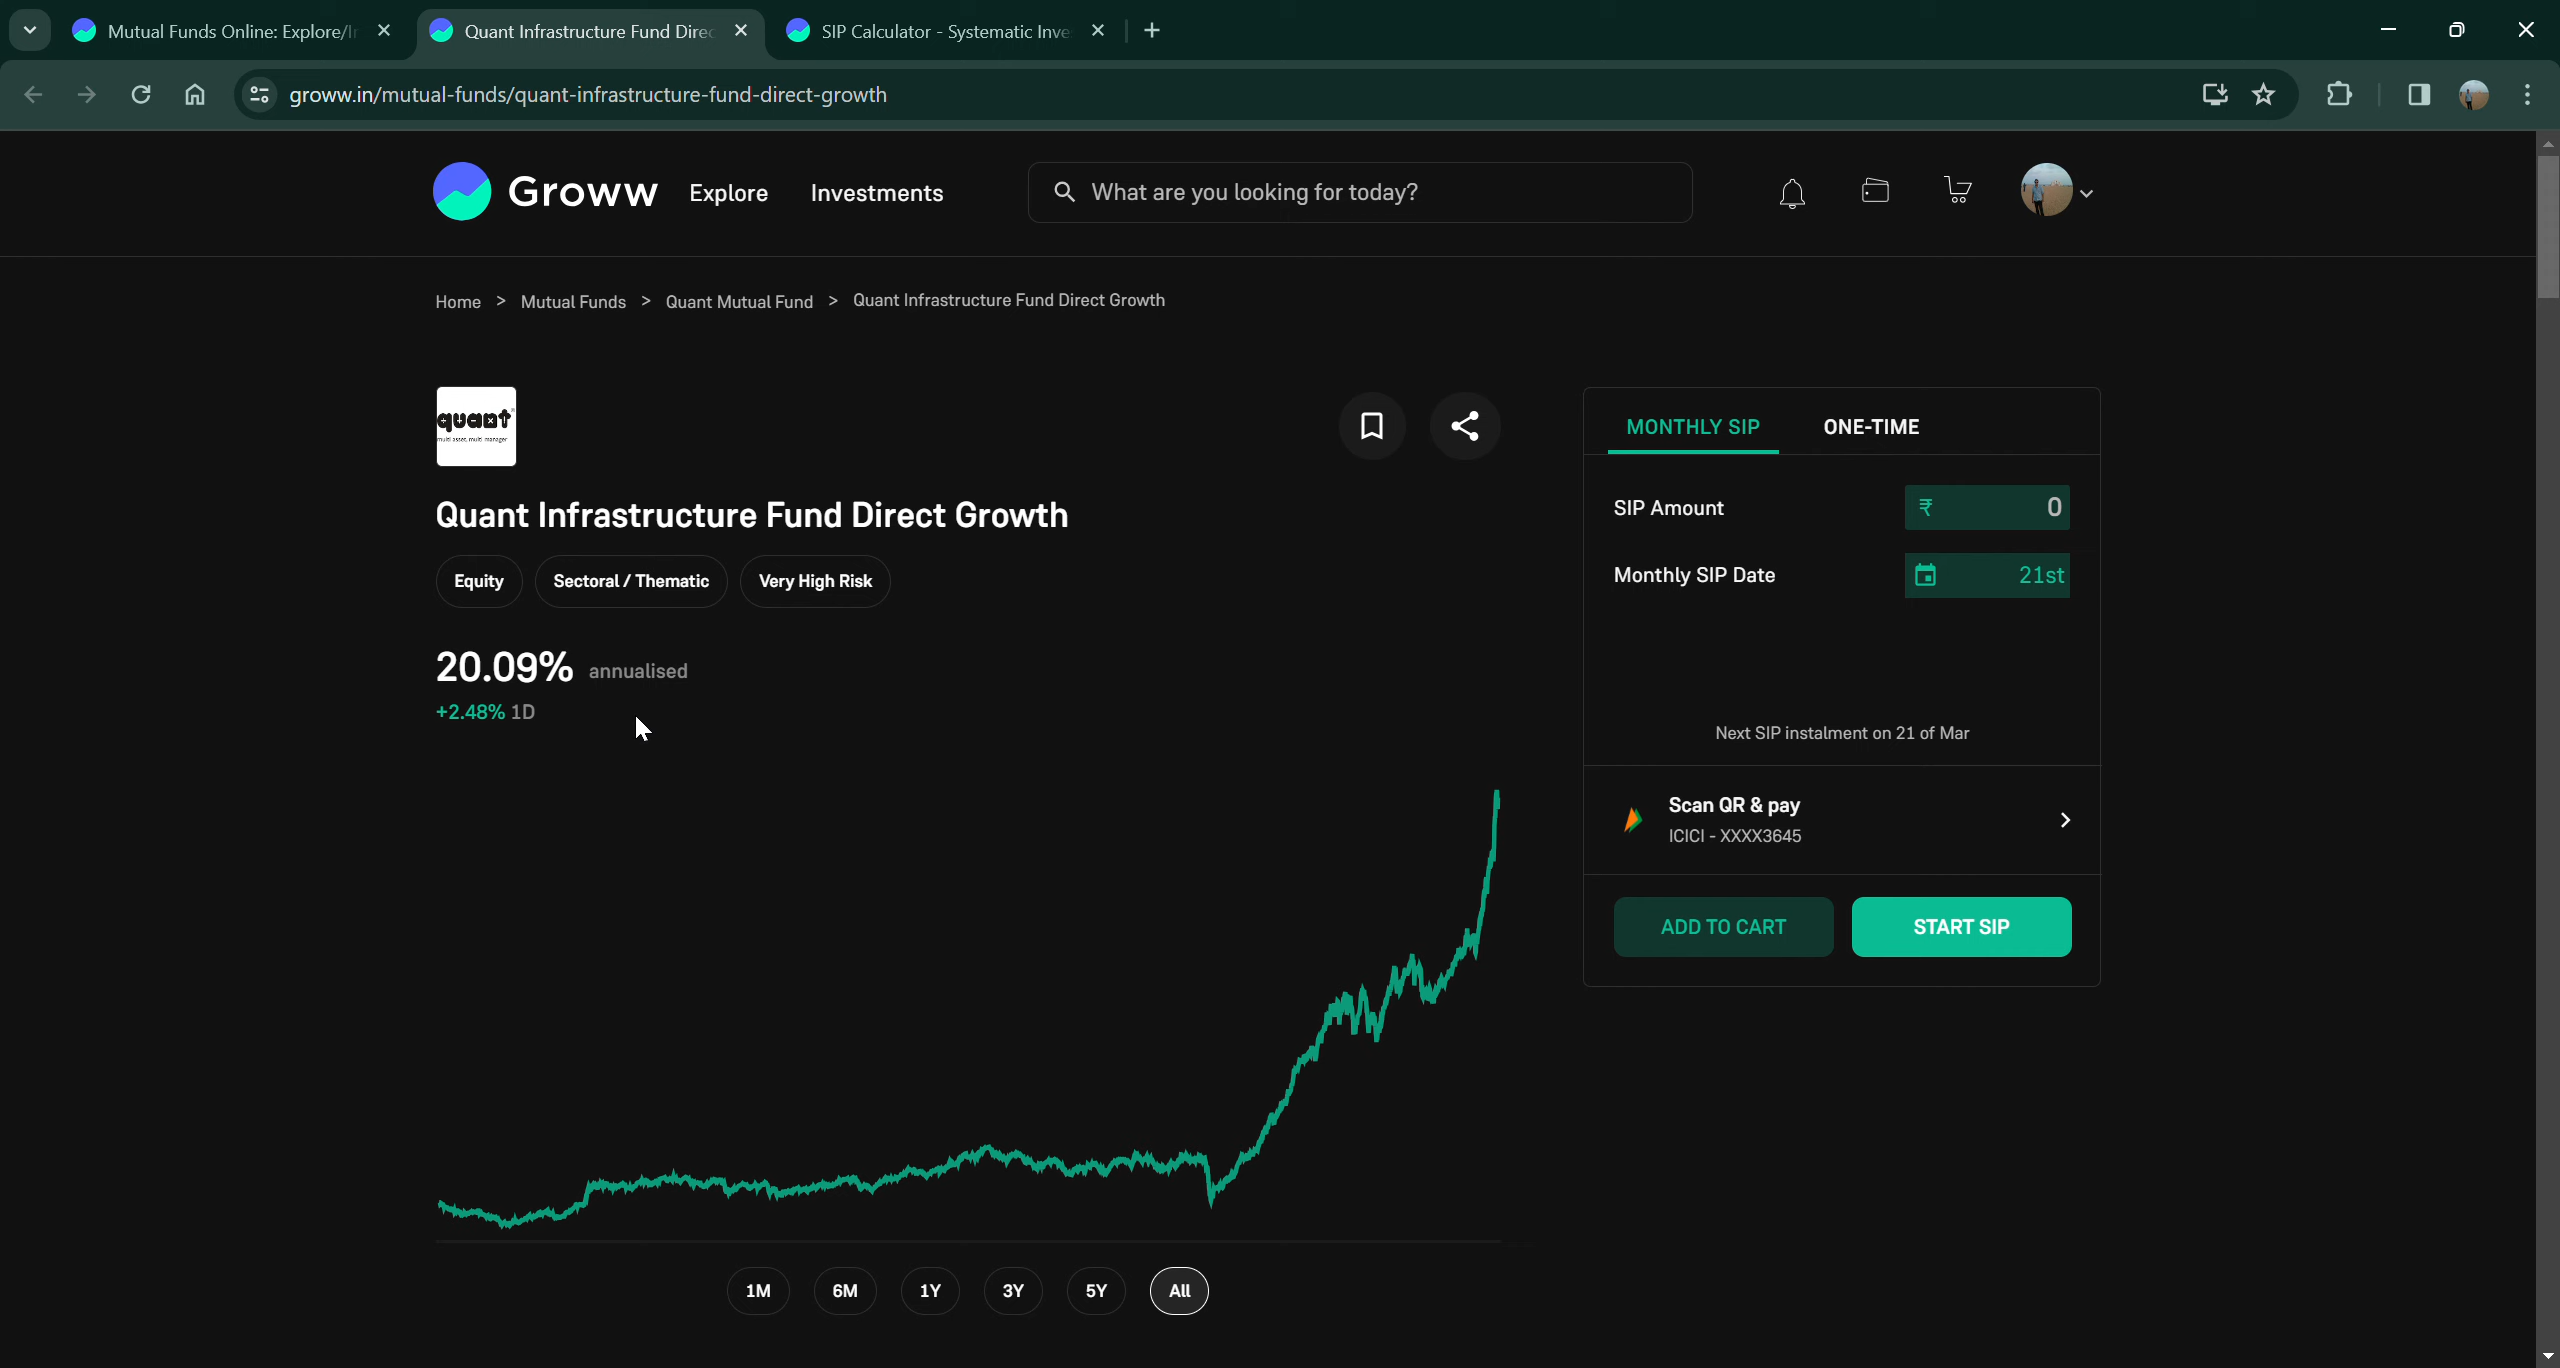 Mutual Funds Online: Explore/I
Quant Infrastructure Fund Direc
SIP Calculator - Systematic Inve
groww.in/mutual-funds/quant-infrastructure-fund-direct-growth
Groww
Explore
Investments
What are you looking for today?
Home > Mutual Funds > Quant Mutual Fund > Quant Infrastructure Fund Direct Growth
quant
multi asset, multi manager
Quant Infrastructure Fund Direct Growth
Equity
Sectoral / Thematic
Very High Risk
20.09% annualised
+2.48% 1D
1M
6M
1Y
3Y
5Y
All
MONTHLY SIP
ONE-TIME
SIP Amount
₹ 0
Monthly SIP Date
21st
Next SIP instalment on 21 of Mar
Scan QR & pay
ICICI - XXXX3645
ADD TO CART
START SIP